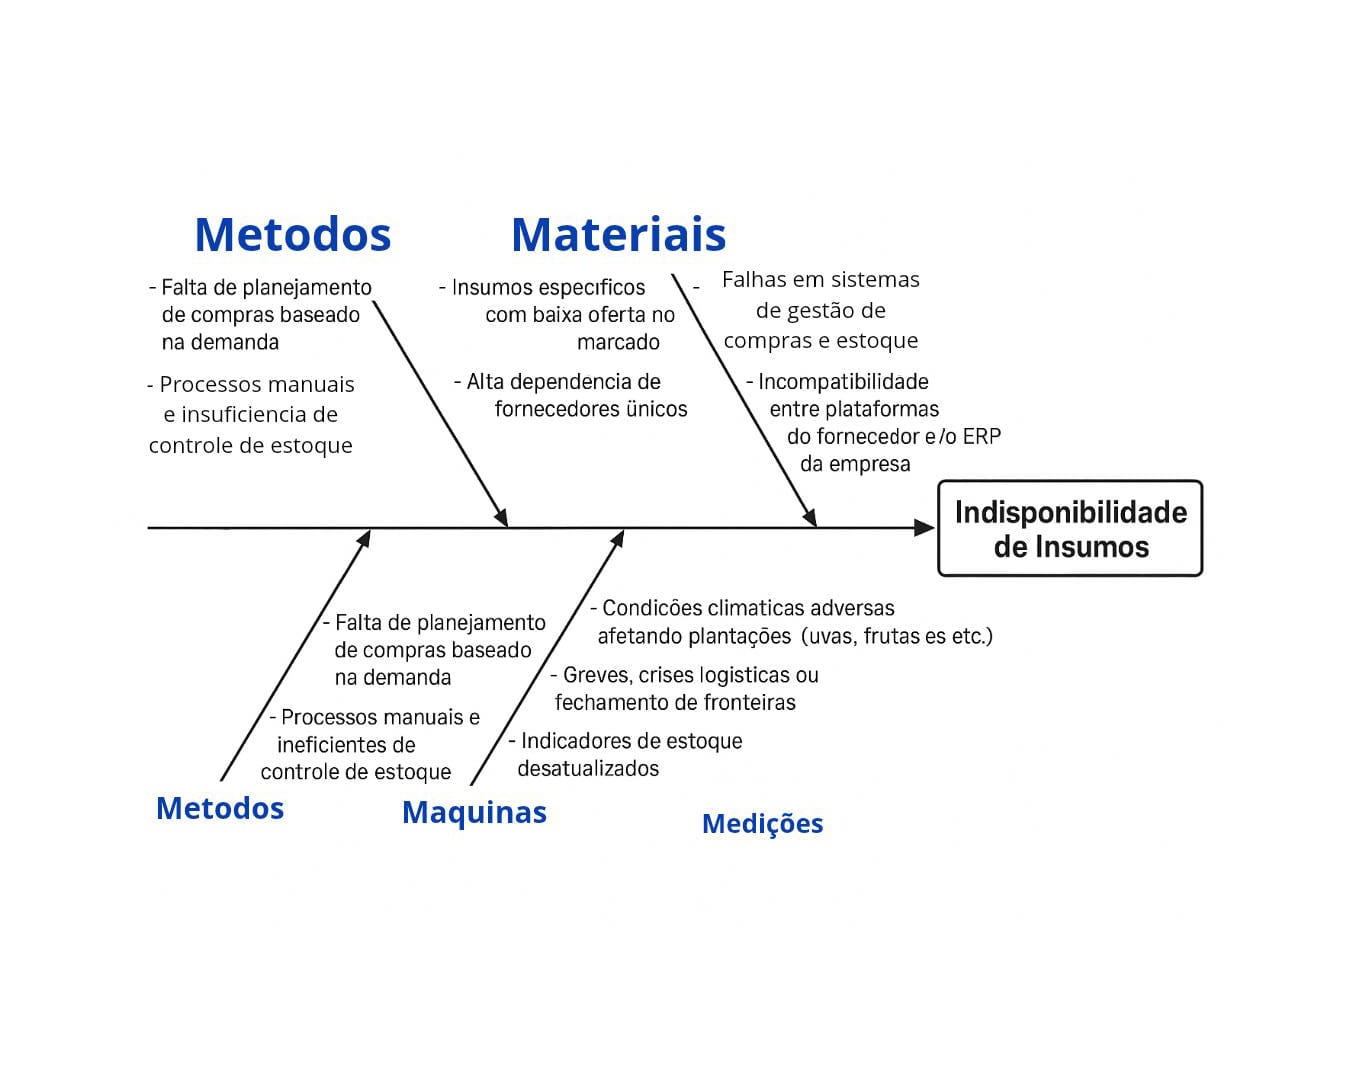 Metodos
- Falta de planejamento
de compras baseado
na demanda
- Processos manuais
e insuficiencia de
controle de estoque
Materiais
- Insumos especıficos
com baixa oferta no
marcado
- Alta dependencia de
fornecedores ünicos
- Falhas em sistemas
de gestão de
compras e estoque
- Incompatibilidade
entre plataformas
do fornecedor e/o ERP
da empresa
Indisponibilidade
de Insumos
- Falta de planejamento
de compras baseado
na demanda
- Processos manuais e
ineficientes de
controle de estoque
Metodos
- Condicões climaticas adversas
afetando plantações (uvas, frutas es etc.)
- Greves, crises logisticas ou
fechamento de fronteiras
- Indicadores de estoque
desatualizados
Maquinas
Medições